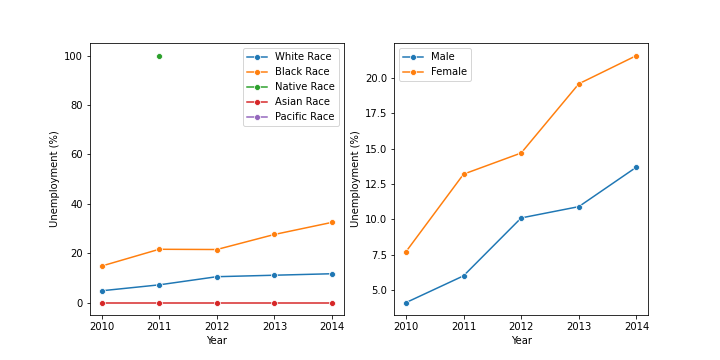 100
80
60
40
20
0
Unemployment (%)
2010 2011 2012 2013 2014
Year
White Race
Black Race
Native Race
Asian Race
Pacific Race
20.0
17.5
15.0
12.5
10.0
7.5
5.0
Unemployment (%)
2010 2011 2012 2013 2014
Year
Male
Female